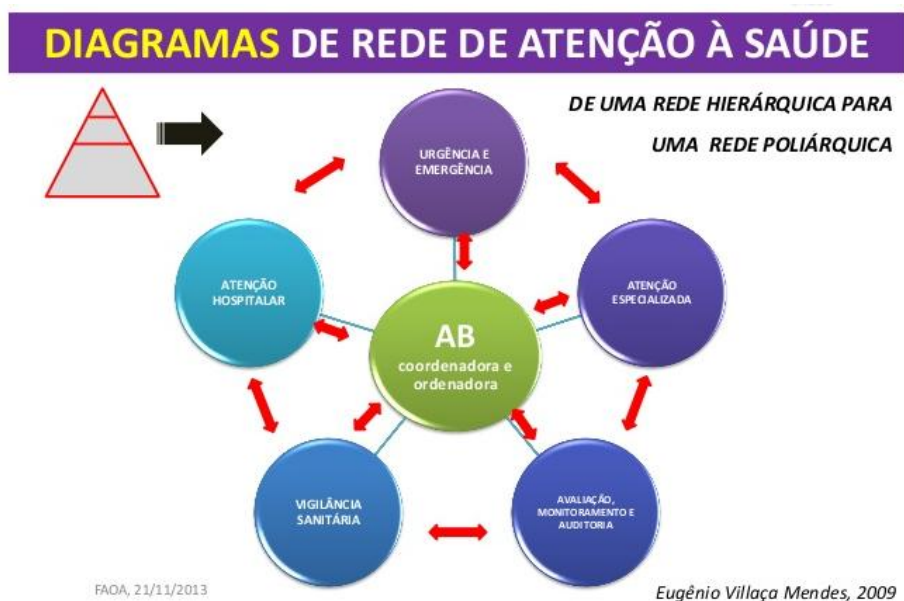 DIAGRAMAS DE REDE DE ATENÇÃO À SAÚDE
DE UMA REDE HIERÁRQUICA PARA
UMA REDE POLIÁRQUICA
URGÊNCIA E
EMERGÊNCIA
ATENÇÃO
HOSPITALAR
ATENÇÃO
ESPECIALIZADA
AB
coordenadora e
ordenadora
VIGILÂNCIA
SANITÁRIA
AVALIAÇÃO,
MONITORAMENTO E
AUDITORIA
FAOA, 21/11/2013
Eugênio Villaça Mendes, 2009